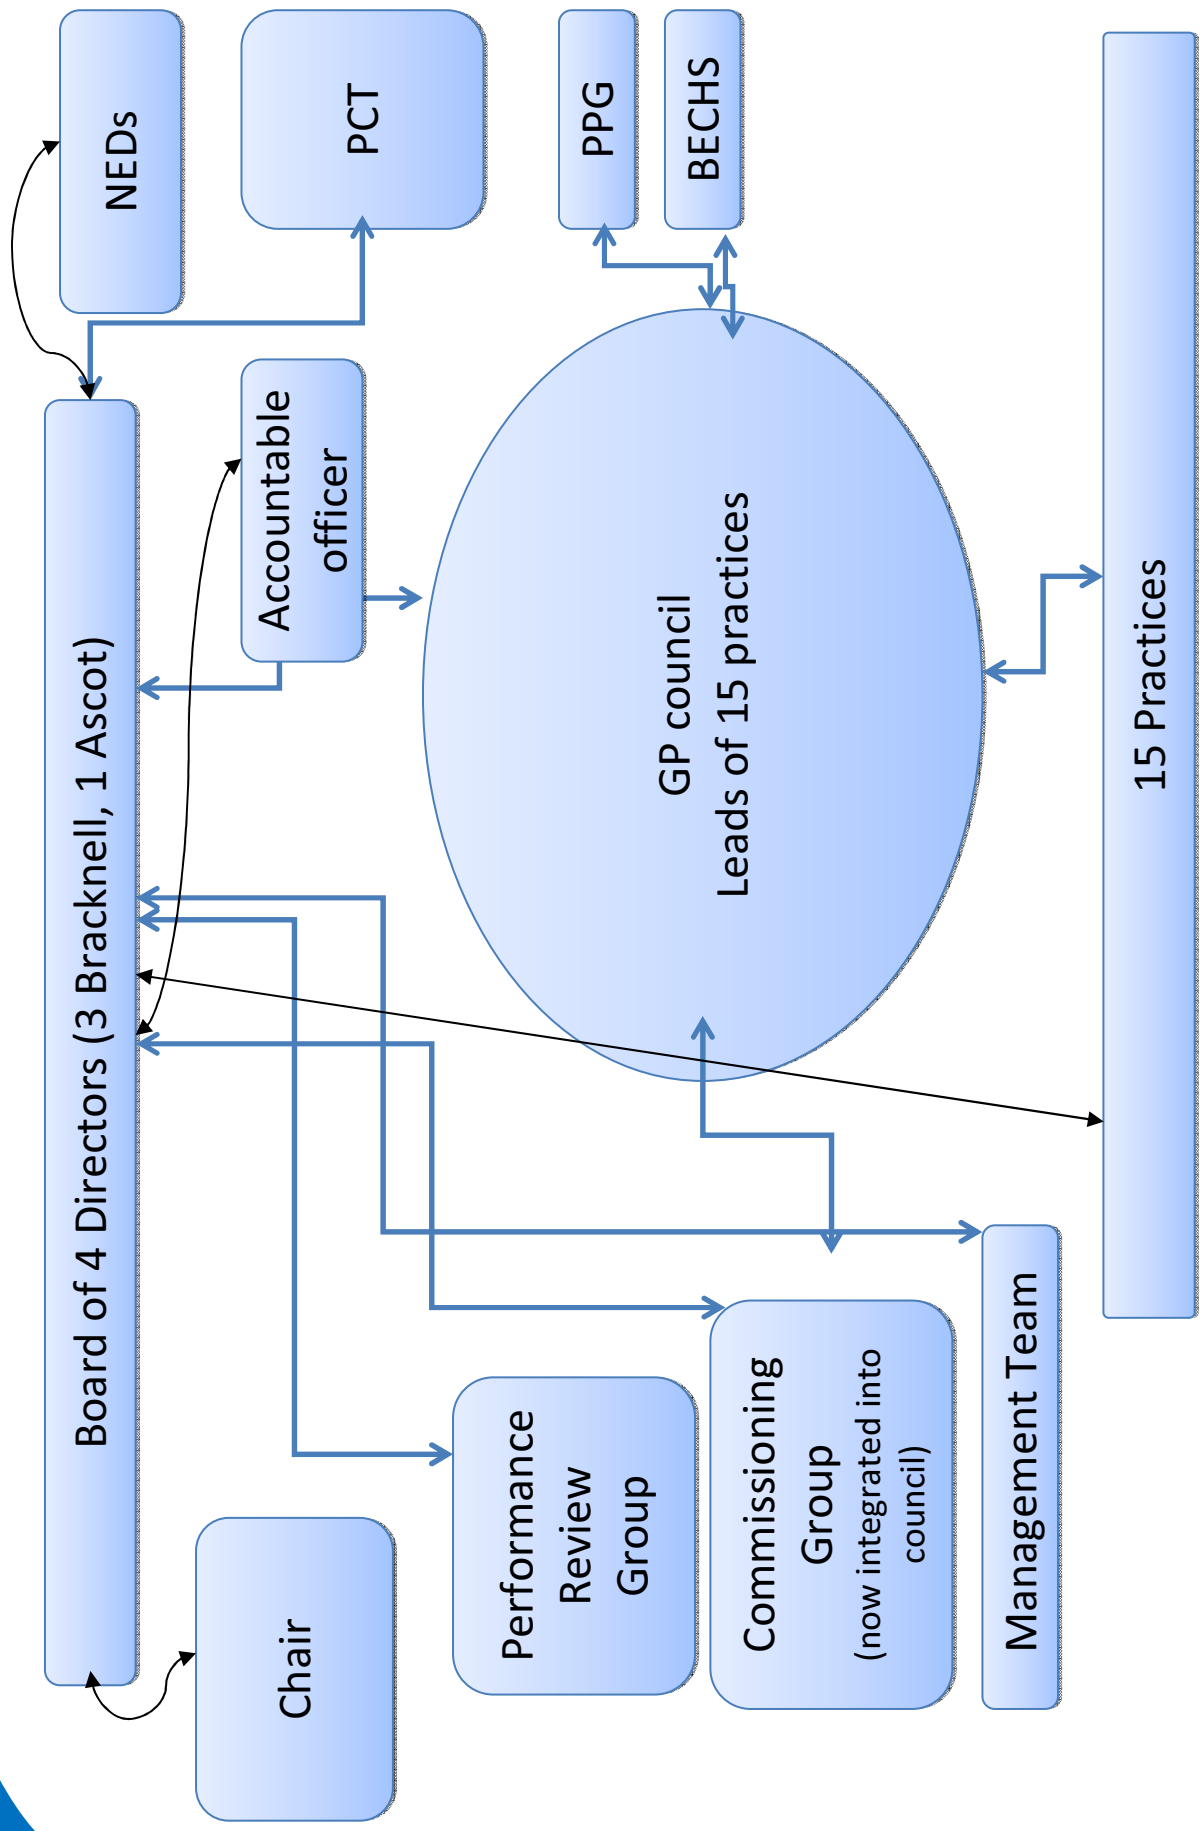 Board of 4 Directors (3 Bracknell, 1 Ascot)
NEDs
Chair
Accountable
officer
PCT
Performance
Review
Group
GP council
Leads of 15 practices
PPG
BECHS
Commissioning
Group
(now integrated into
council)
Management Team
15 Practices